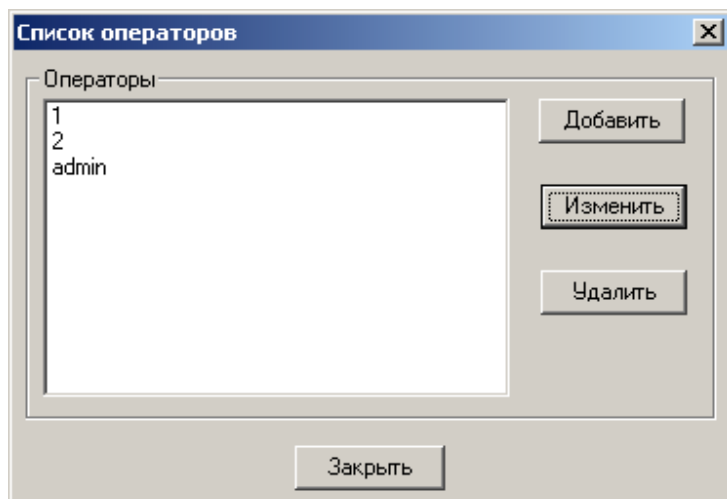 Список операторов
Операторы
1
2
admin
Добавить
Изменить
Удалить
Закрыть